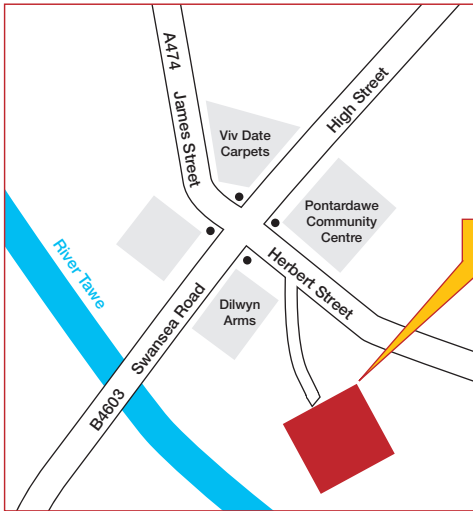 A474
James Street
High Street
Viv Date
Carpets
Pontardawe
Community
Centre
River Tawe
Herbert Street
Dilwyn
Arms
Swansea Road
B4603